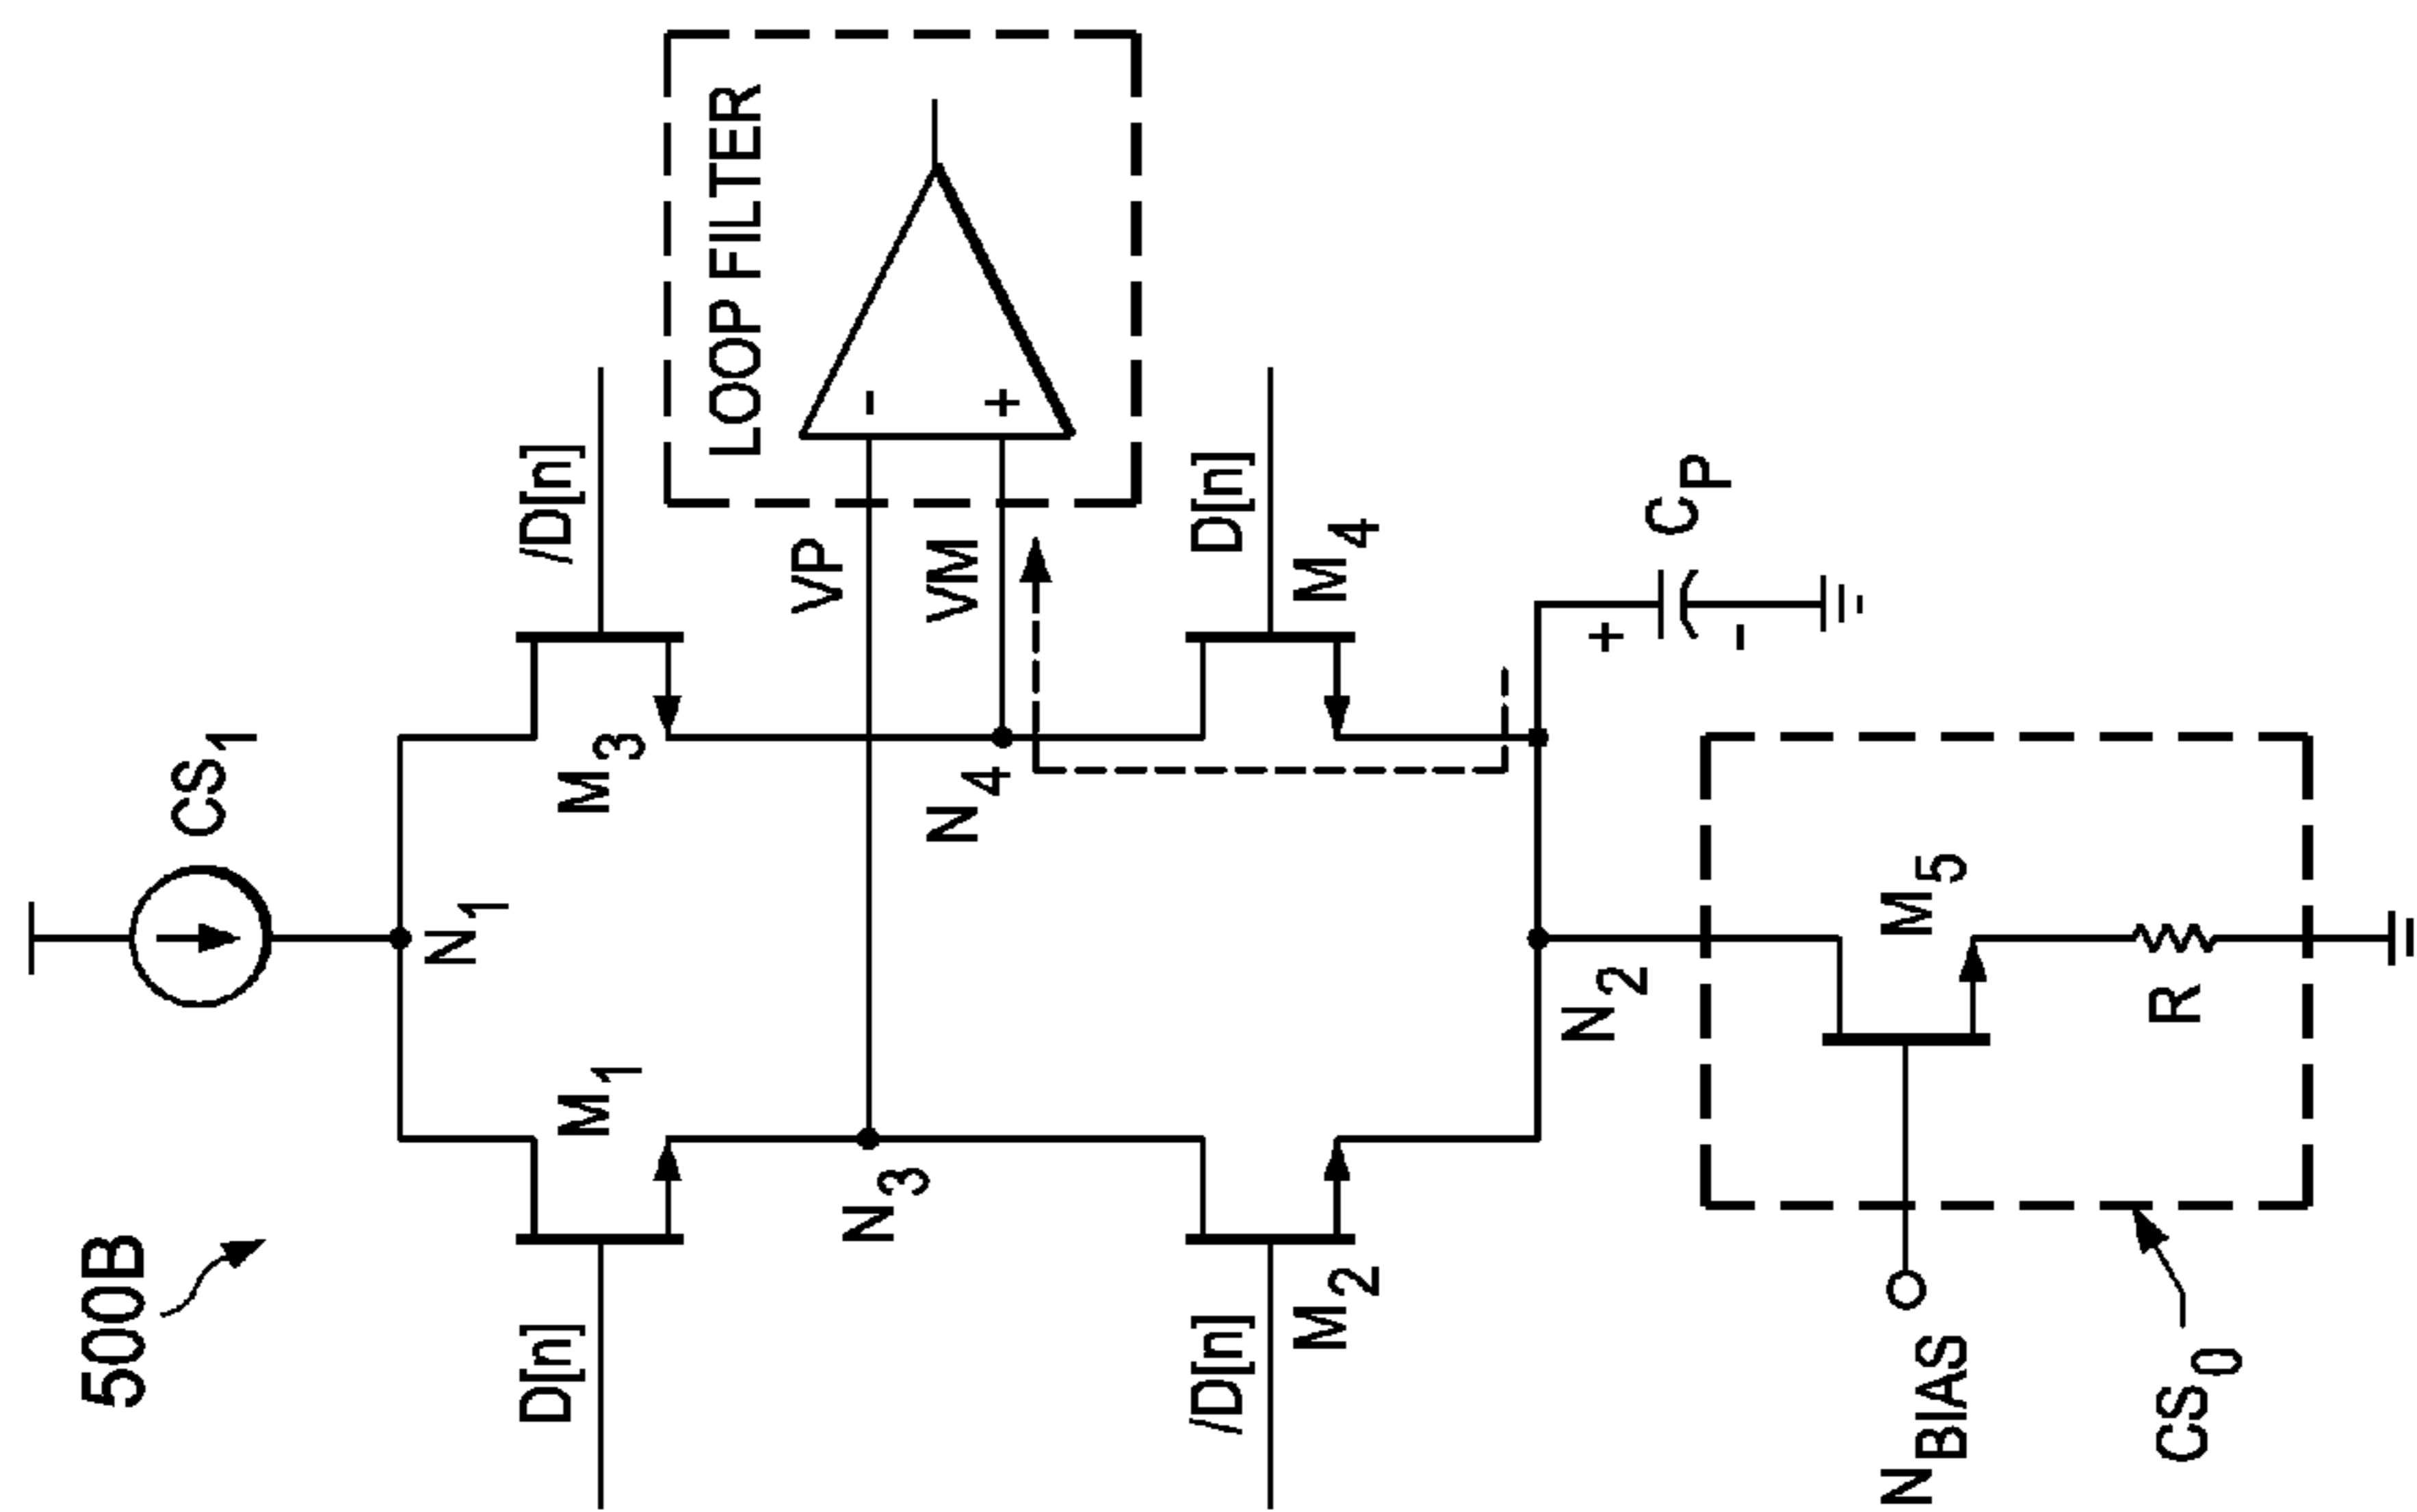 500B
CS1
N1
D[n]
/D[n]
M1
M3
LOOP FILTER
VP
-
N3
N4
VM
+
/D[n]
D[n]
M2
M4
N2
+
CP
-
NBIAS
M5
CS0
R